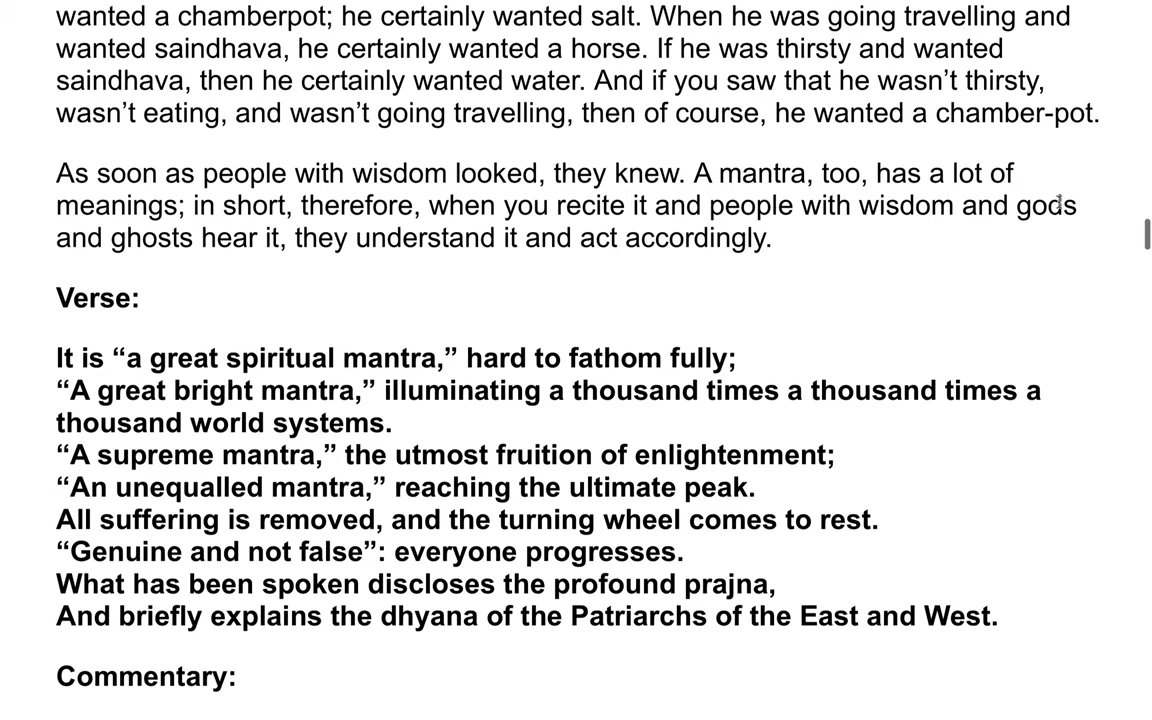 wanted a chamberpot; he certainly wanted salt. When he was going travelling and
wanted saindhava, he certainly wanted a horse. If he was thirsty and wanted
saindhava, then he certainly wanted water. And if you saw that he wasn’t thirsty,
wasn’t eating, and wasn’t going travelling, then of course, he wanted a chamber-pot.
As soon as people with wisdom looked, they knew. A mantra, too, has a lot of
meanings; in short, therefore, when you recite it and people with wisdom and gods
and ghosts hear it, they understand it and act accordingly.
Verse:
It is “a great spiritual mantra,” hard to fathom fully;
“A great bright mantra,” illuminating a thousand times a thousand times a
thousand world systems.
“A supreme mantra,” the utmost fruition of enlightenment;
“An unequalled mantra,” reaching the ultimate peak.
All suffering is removed, and the turning wheel comes to rest.
“Genuine and not false”: everyone progresses.
What has been spoken discloses the profound prajna,
And briefly explains the dhyana of the Patriarchs of the East and West.
Commentary: